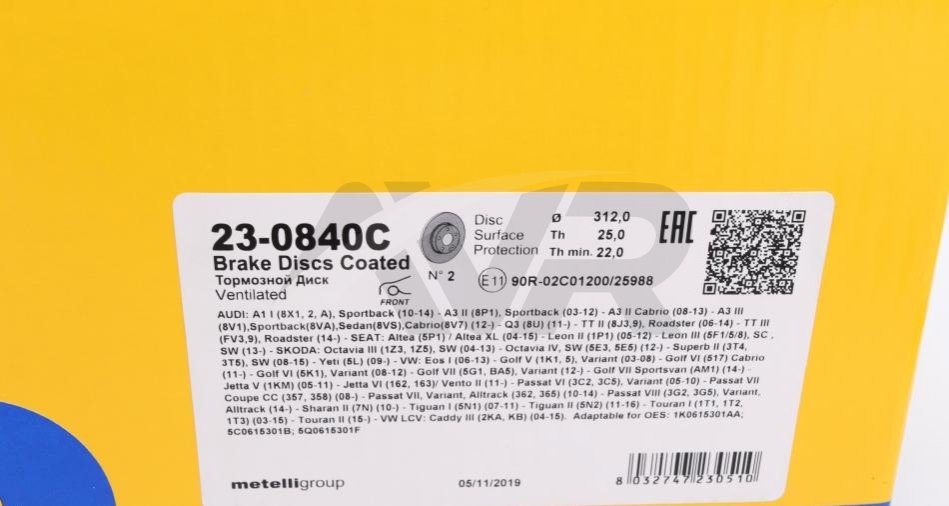 AVR
23-0840C
Brake Discs Coated
Тормозной Диск
Ventilated
FRONT
N° 2
Disc Surface Protection
Ø 312,0
Th 25,0
Th min. 22,0
EAC
E11 90R-02C01200/25988
AUDI: A1 I (8X1, 2, A), Sportback (10-14) - A3 II (8P1), Sportback (03-12) - A3 II Cabrio (08-13) - A3 III
(8V1),Sportback(8VA),Sedan(8VS),Cabrio(8V7) (12-) - Q3 (8U) (11-) - TT II (8J3,9), Roadster (06-14) - TT III
(FV3,9), Roadster (14-) - SEAT: Altea (5P1) / Altea XL (04-15) - Leon II (1P1) (05-12) - Leon III (5F1/5/8), SC ,
SW (13-) - SKODA: Octavia III (1Z3, 1Z5), SW (04-13) - Octavia IV, SW (5E3, 5E5) (12-) - Superb II (3T4,
3T5), SW (08-15) - Yeti (5L) (09-) - VW: Eos I (06-13) - Golf V (1K1, 5), Variant (03-08) - Golf VI (517) Cabrio
(11-) - Golf VI (5K1), Variant (08-12) - Golf VII (5G1, BA5), Variant (12-) - Golf VII Sportsvan (AM1) (14-) -
Jetta V (1KM) (05-11) - Jetta VI (162, 163)/ Vento II (11-) - Passat VI (3C2, 3C5), Variant (05-10) - Passat VII
Coupe CC (357, 358) (08-) - Passat VII, Variant, Alltrack (362, 365) (10-14) - Passat VIII (3G2, 3G5), Variant,
Alltrack (14-) - Sharan II (7N) (10-) - Tiguan I (5N1) (07-11) - Tiguan II (5N2) (11-16) - Touran I (1T1, 1T2,
1T3) (03-15) - Touran II (15-) - VW LCV: Caddy III (2KA, KB) (04-15). Adaptable for OES: 1K0615301AA;
5C0615301B; 5Q0615301F
metelligroup
05/11/2019
8 032747 230510